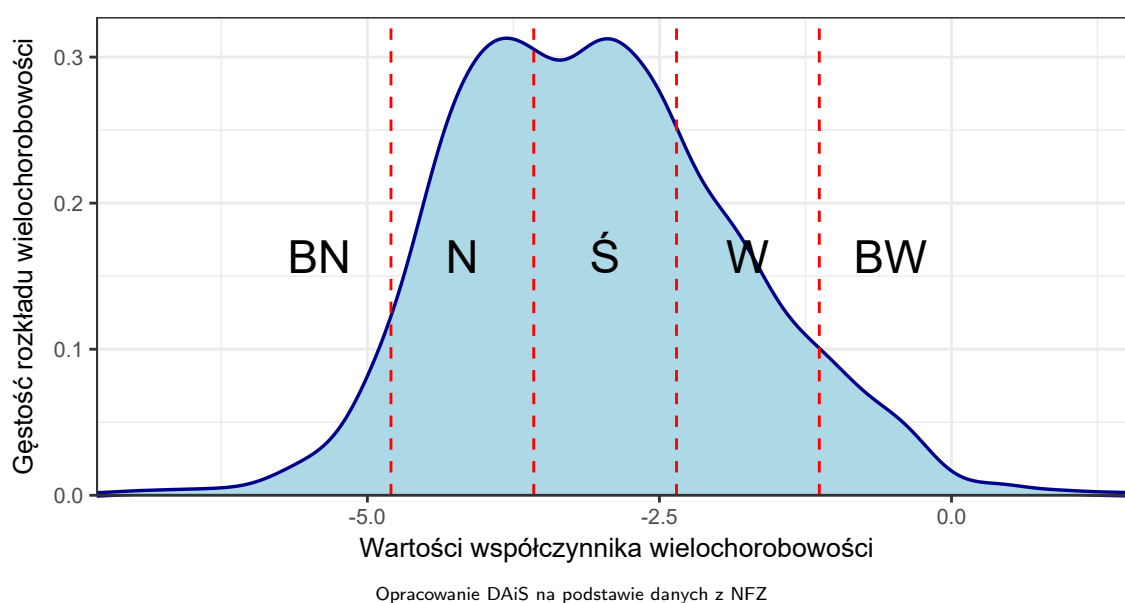 Gęstość rozkładu wielochorobowości
0.3
0.2
0.1
0.0
BN N Ś W BW
-5.0 -2.5 0.0
Wartości współczynnika wielochorobowości
Opracowanie DAiS na podstawie danych z NFZ